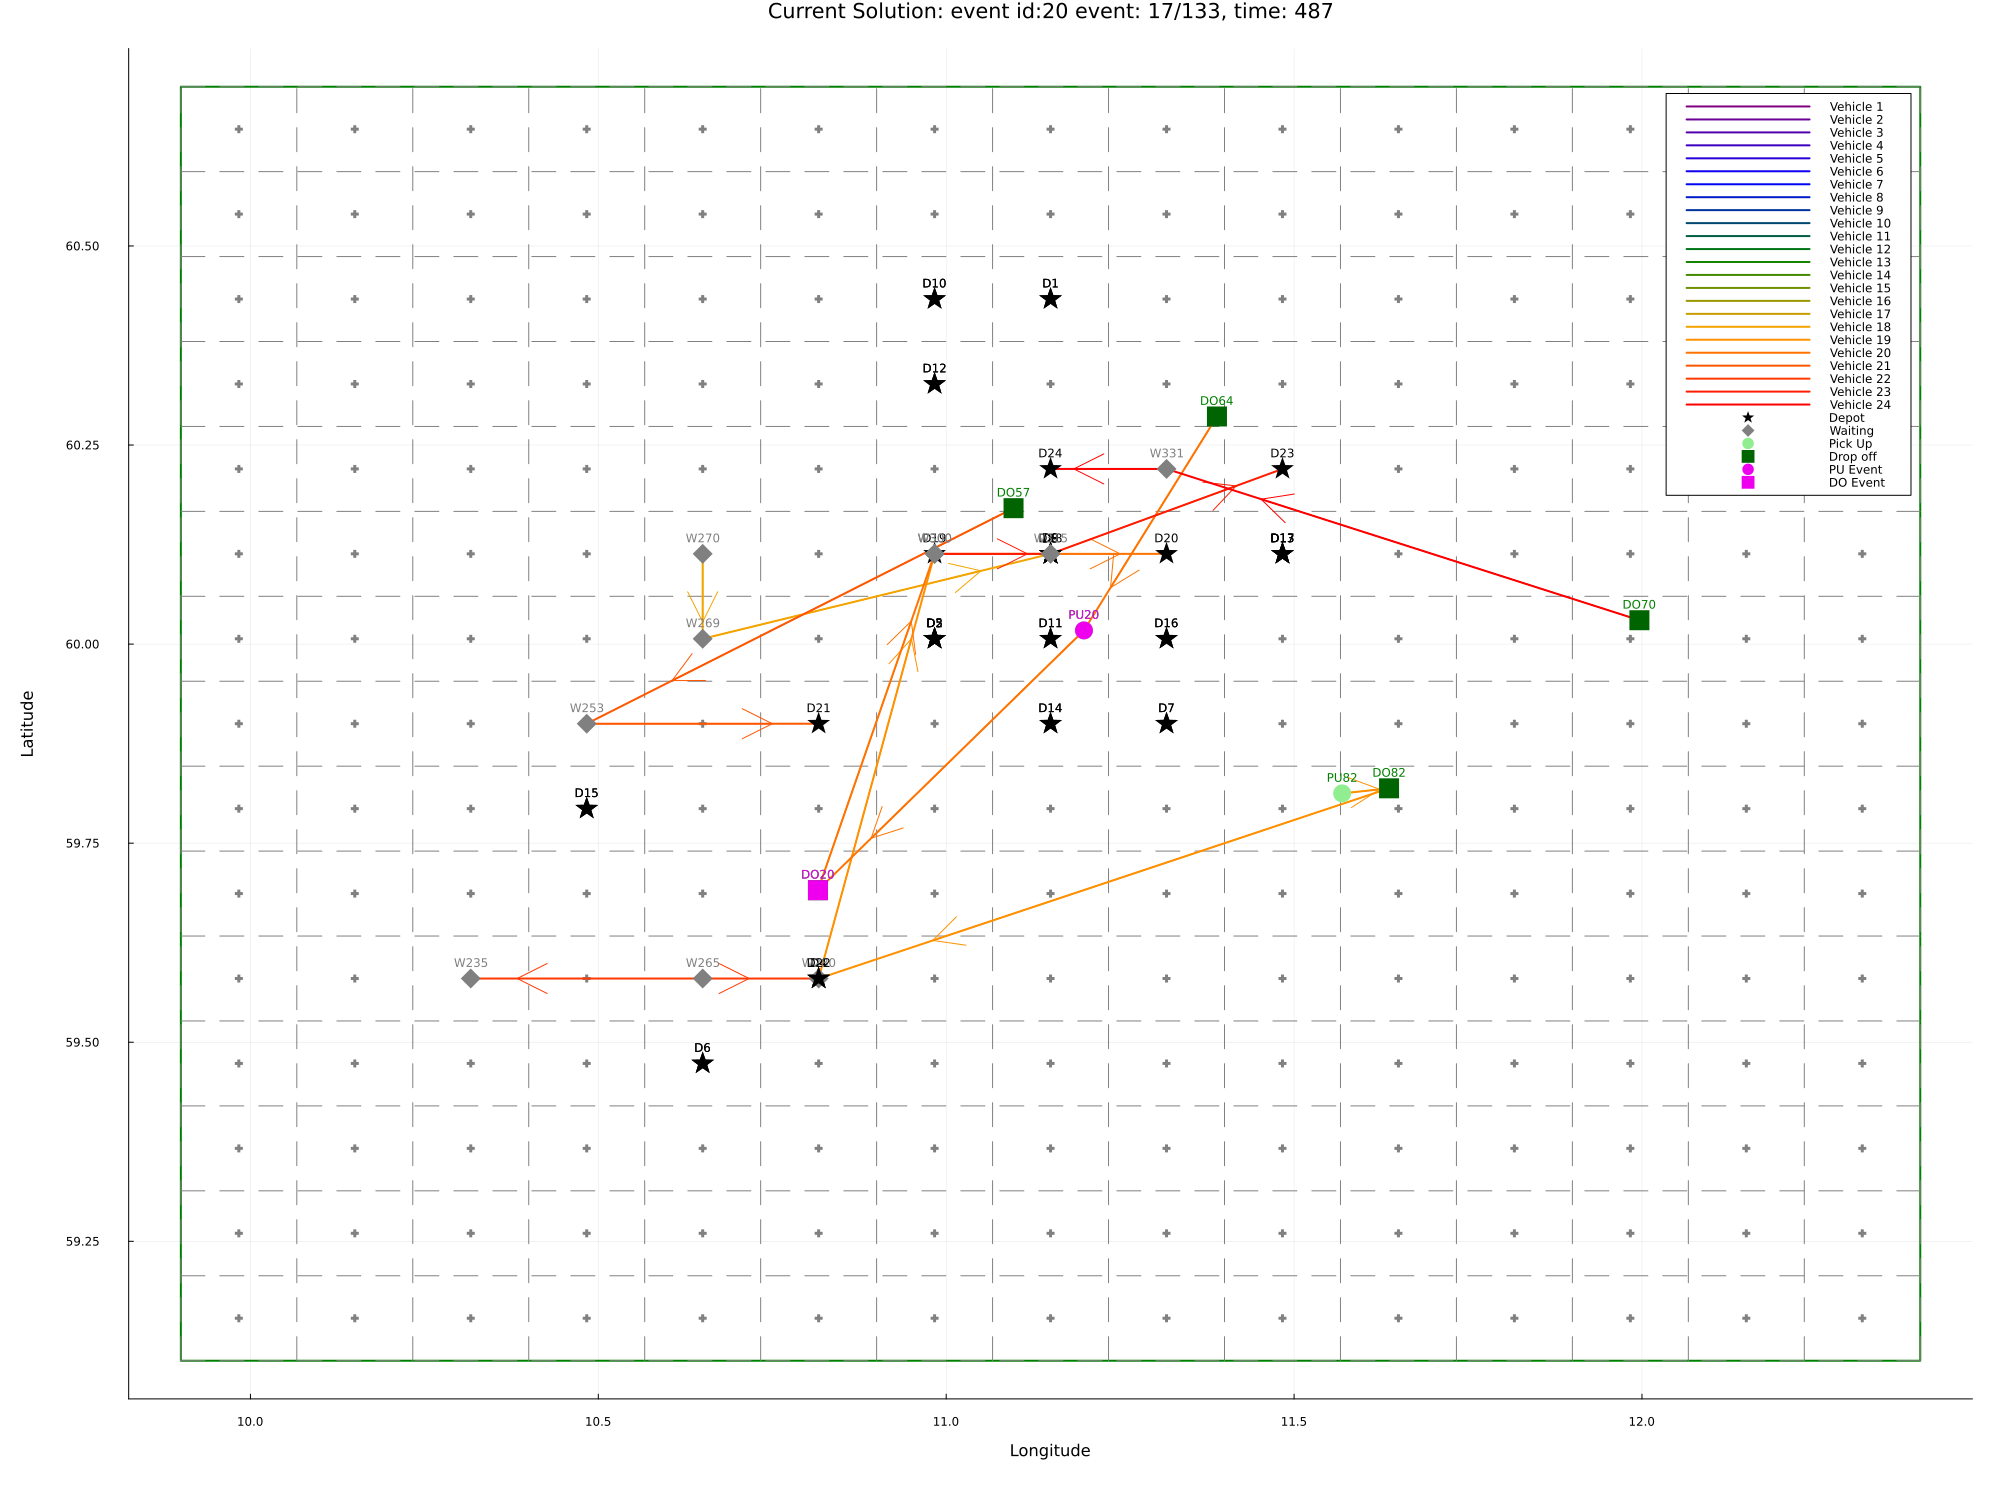 Current Solution: event id:20 event: 17/133, time: 487
Vehicle 1
Vehicle 2
Vehicle 3
Vehicle 4
Vehicle 5
Vehicle 6
Vehicle 7
Vehicle 8
Vehicle 9
Vehicle 10
Vehicle 11
Vehicle 12
Vehicle 13
Vehicle 14
Vehicle 15
Vehicle 16
Vehicle 17
Vehicle 18
Vehicle 19
Vehicle 20
Vehicle 21
Vehicle 22
Vehicle 23
Vehicle 24
Depot
Waiting
Pick Up
Drop off
PU Event
DO Event
60.50
60.25
60.00
59.75
59.50
59.25
Latitude
D10
D1
D12
DO64
D24
W331
D23
DO57
W270
D19
D20
DO70
PU20
W269
D11
D16
W253
D21
D14
D7
PU82
DO82
D15
DO20
W235
W265
D22
D6
10.0
10.5
11.0
11.5
12.0
Longitude